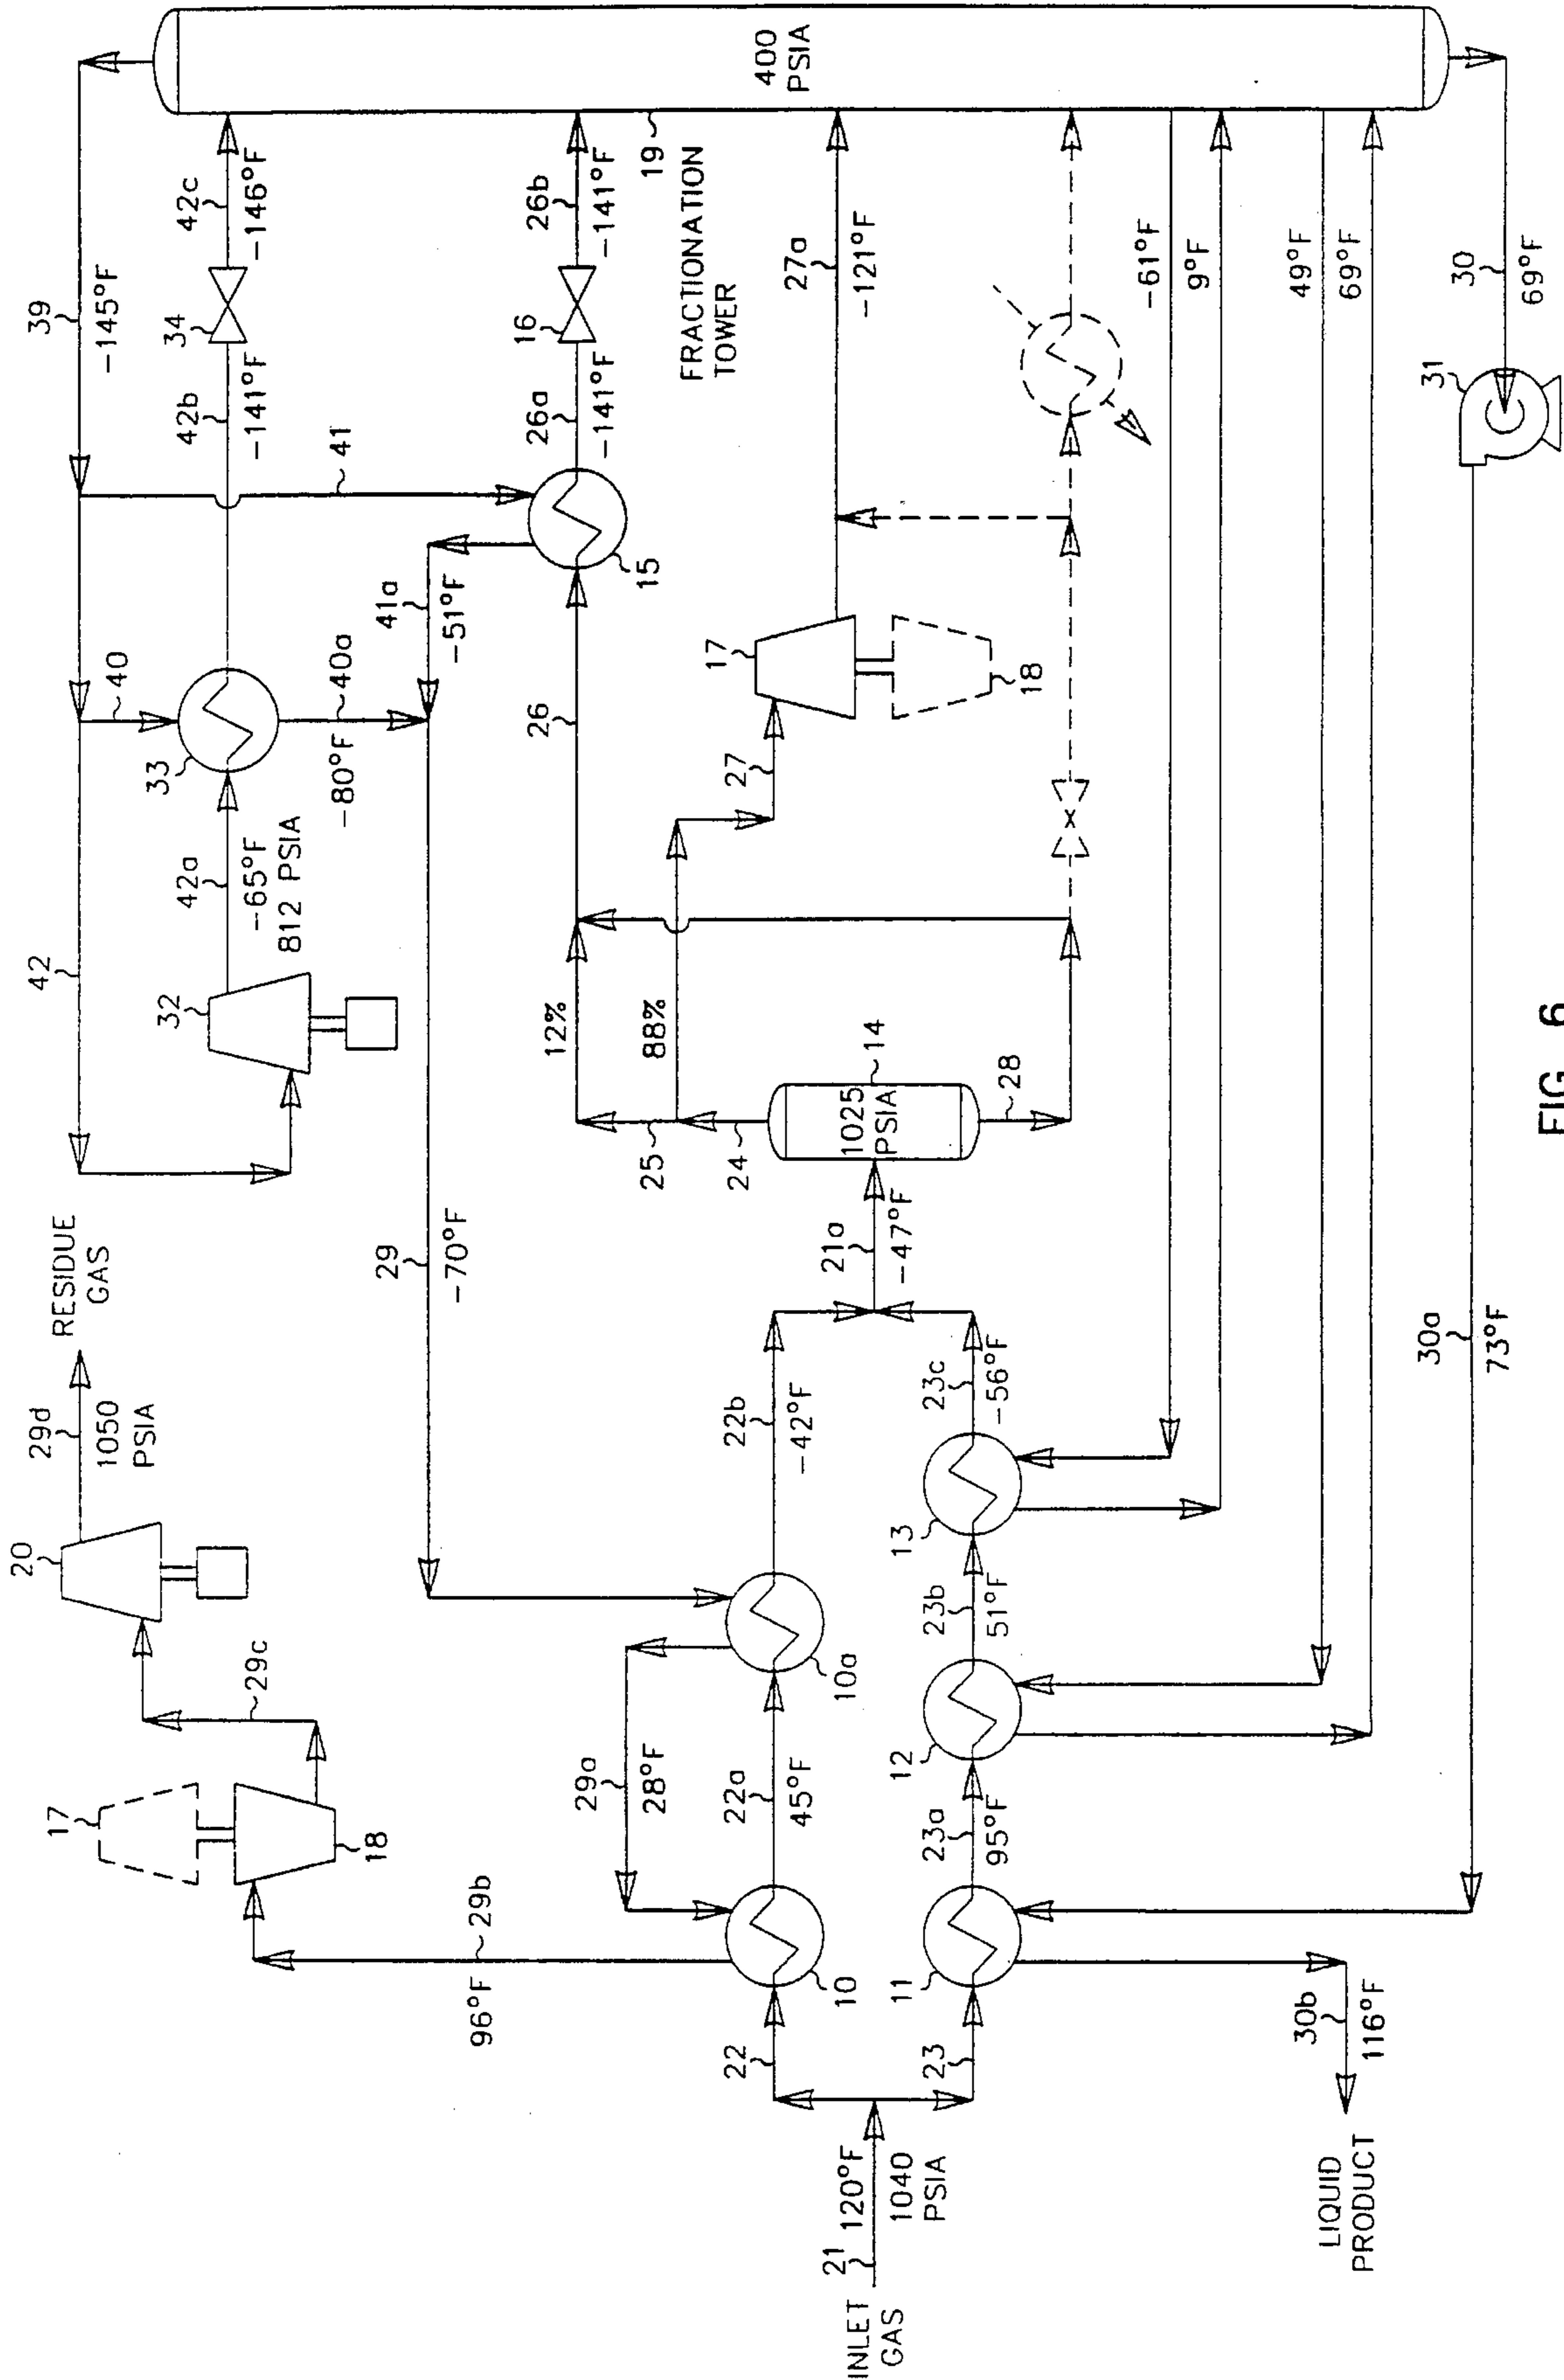 39
-145°F
42
32
42a
-65°F
812 PSIA
33
40
40a
-80°F
42b
-141°F
34
42c
-146°F
41
41a
-51°F
15
26
26a
-141°F
16
26b
-141°F
19
FRACTIONATION
TOWER
400
PSIA
RESIDUE
GAS
29d
1050
PSIA
20
29c
17
18
29b
96°F
29
-70°F
29a
28°F
10
22
22a
45°F
10a
22b
-42°F
21
INLET
GAS
120°F
1040
PSIA
23
11
23a
95°F
12
23b
51°F
13
23c
-56°F
21a
-47°F
14
1025
PSIA
24
25
28
12%
88%
27
17
18
27a
-121°F
-61°F
9°F
49°F
69°F
30
69°F
31
30a
73°F
30b
116°F
LIQUID
PRODUCT
FIG. 6